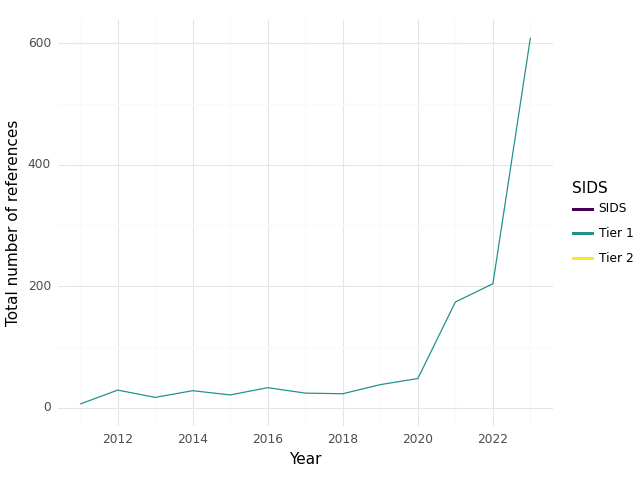 600
400
200
0
2012 2014 2016 2018 2020 2022
Year
Total number of references
SIDS
SIDS
Tier 1
Tier 2